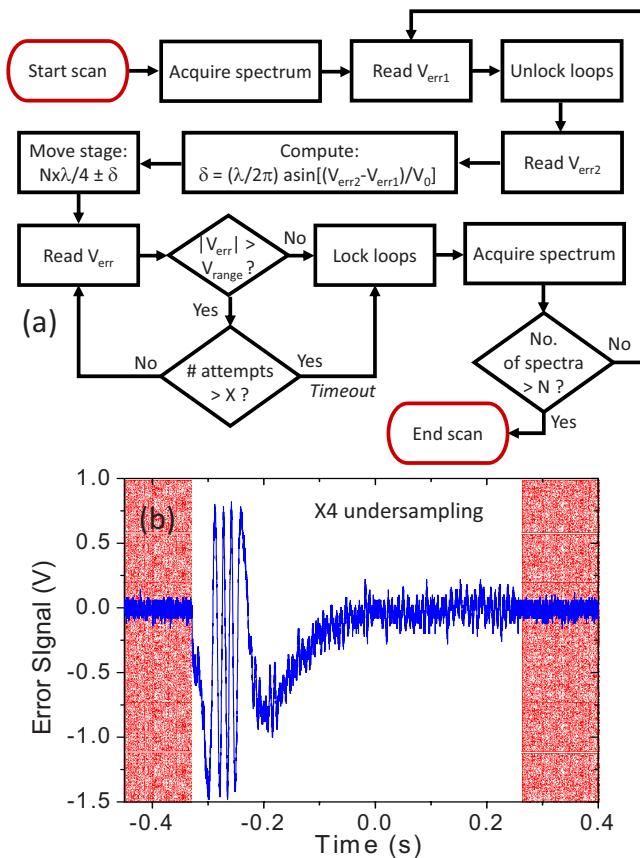 Start scan
Acquire spectrum
Read Verr1
Unlock loops
Read Verr2
Compute:
δ = (λ/2π) asin[(Verr2-Verr1)/V0]
Move stage:
Nxλ/4 ± δ
Read Verr
|Verr| >
Vrange ?
No
Yes
Lock loops
Acquire spectrum
# attempts
> X ?
No
Yes
Timeout
No.
of spectra
> N ?
No
Yes
End scan
(a)
(b)
X4 undersampling
1.0
0.5
0.0
-0.5
-1.0
-1.5
Error SIgnal (V)
-0.4
-0.2
0.0
0.2
0.4
Time (s)